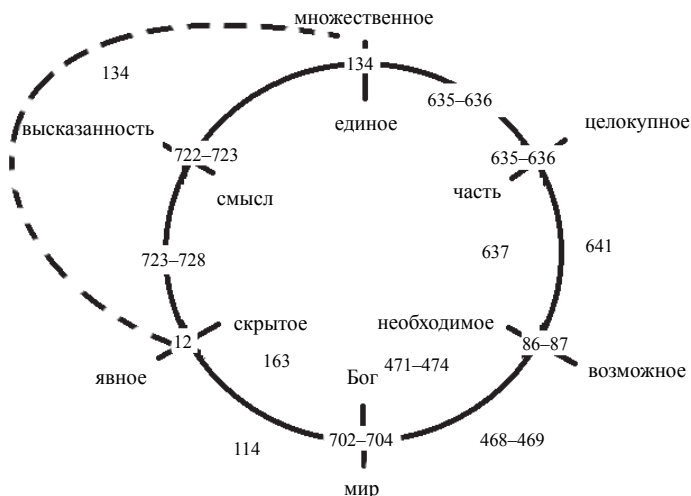 множественное
134
134
635–636
единое
целокупное
высказанность
722–723
635–636
смысл
часть
723–728
637
641
скрытое
необходимое
12
86–87
163
471–474
явное
Бог
возможное
114
702–704
468–469
мир